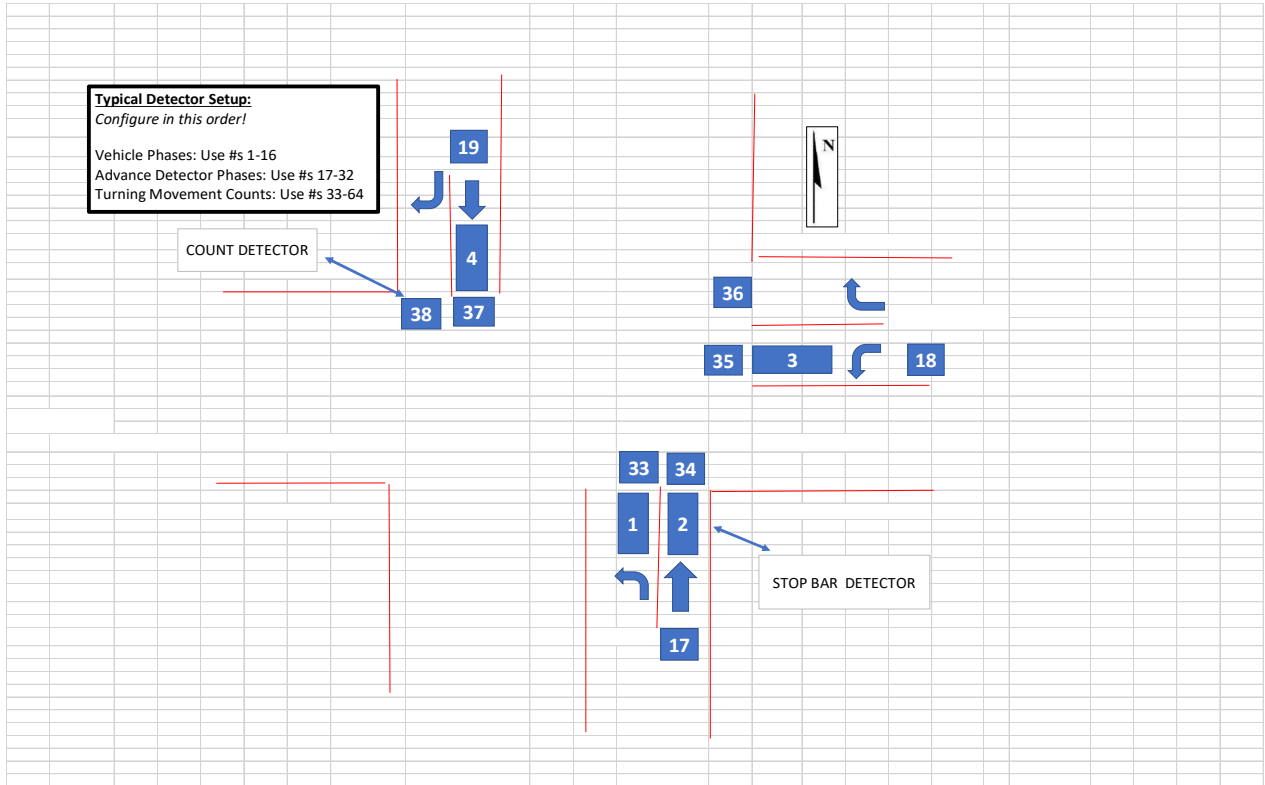 Typical Detector Setup:
Configure in this order!
Vehicle Phases: Use #s 1-16
Advance Detector Phases: Use #s 17-32
Turning Movement Counts: Use #s 33-64
19
N
COUNT DETECTOR
4
36
38
37
35
3
18
33
34
1
2
STOP BAR DETECTOR
17